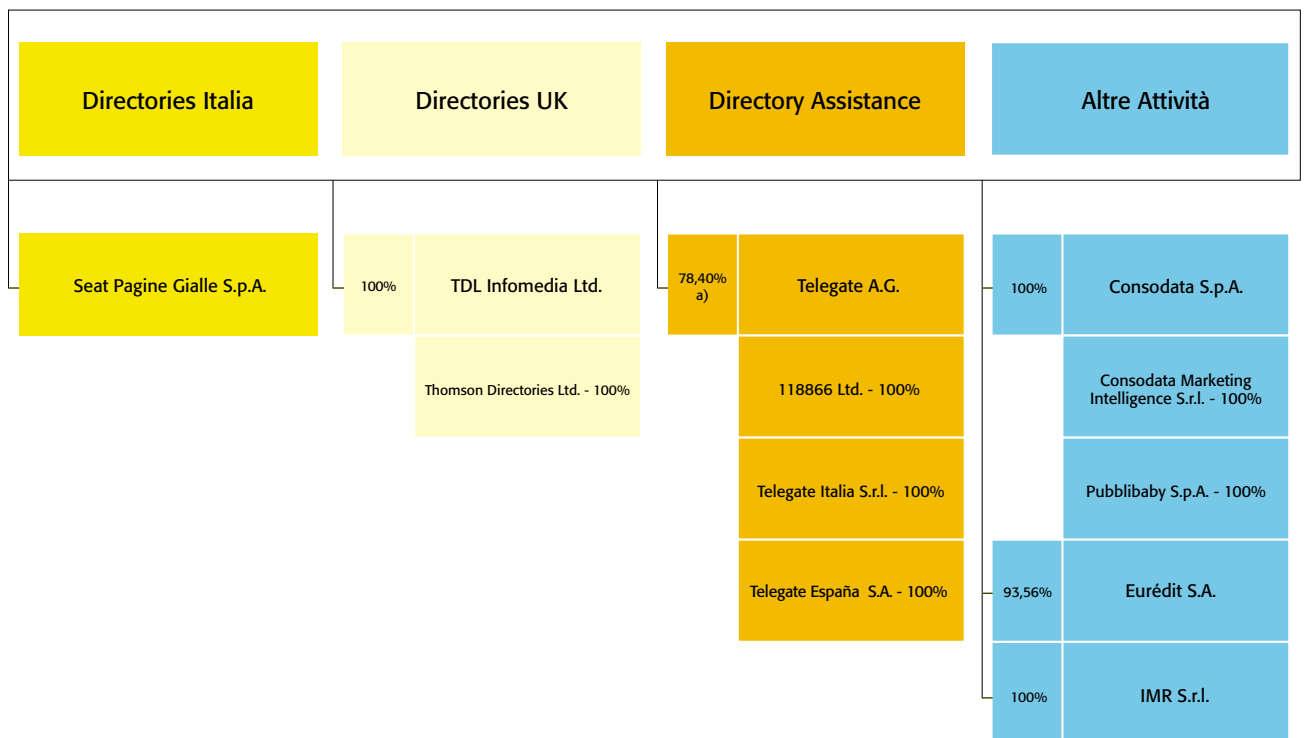 Directories Italia
Directories UK
Directory Assistance
Altre Attività
Seat Pagine Gialle S.p.A.
100%
TDL Infomedia Ltd.
Thomson Directories Ltd. - 100%
78,40%
a)
Telegate A.G.
118866 Ltd. - 100%
Telegate Italia S.r.l. - 100%
Telegate España S.A. - 100%
100%
Consodata S.p.A.
Consodata Marketing
Intelligence S.r.l. - 100%
Pubblibaby S.p.A. - 100%
93,56%
Eurédit S.A.
100%
IMR S.r.l.